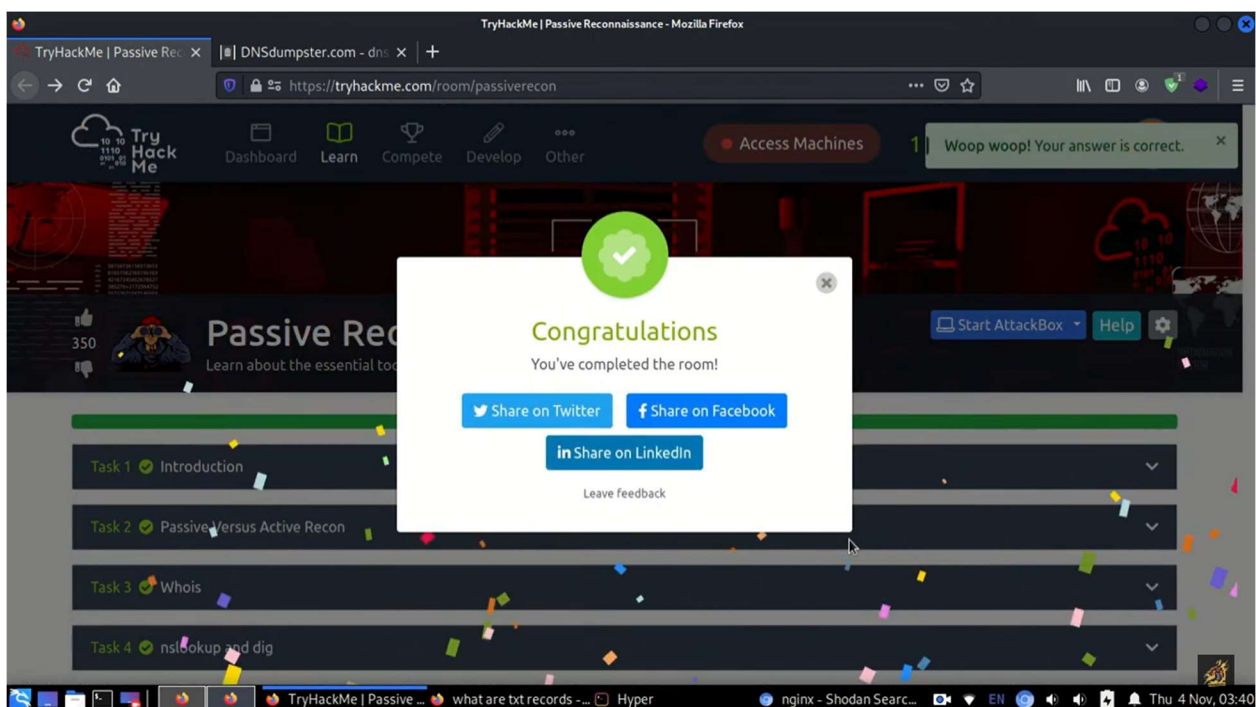 TryHackMe | Passive Reconnaissance - Mozilla Firefox
TryHackMe | Passive Rec
DNSdumpster.com - dns
https://tryhackme.com/room/passiverecon
1
Try
Hack
Me
Dashboard
Learn
Compete
Develop
Other
Access Machines
1
Woop woop! Your answer is correct.
350
Passive Rec
Learn about the essential too
Start AttackBox
Help
Congratulations
You've completed the room!
Share on Twitter
Share on Facebook
in Share on LinkedIn
Leave feedback
Task 1 Introduction
Task 2 Passive Versus Active Recon
Task 3 Whois
Task 4 nslookup and dig
TryHackMe | Passive ...
what are txt records -...
Hyper
nginx - Shodan Searc...
EN
Thu 4 Nov, 03:40